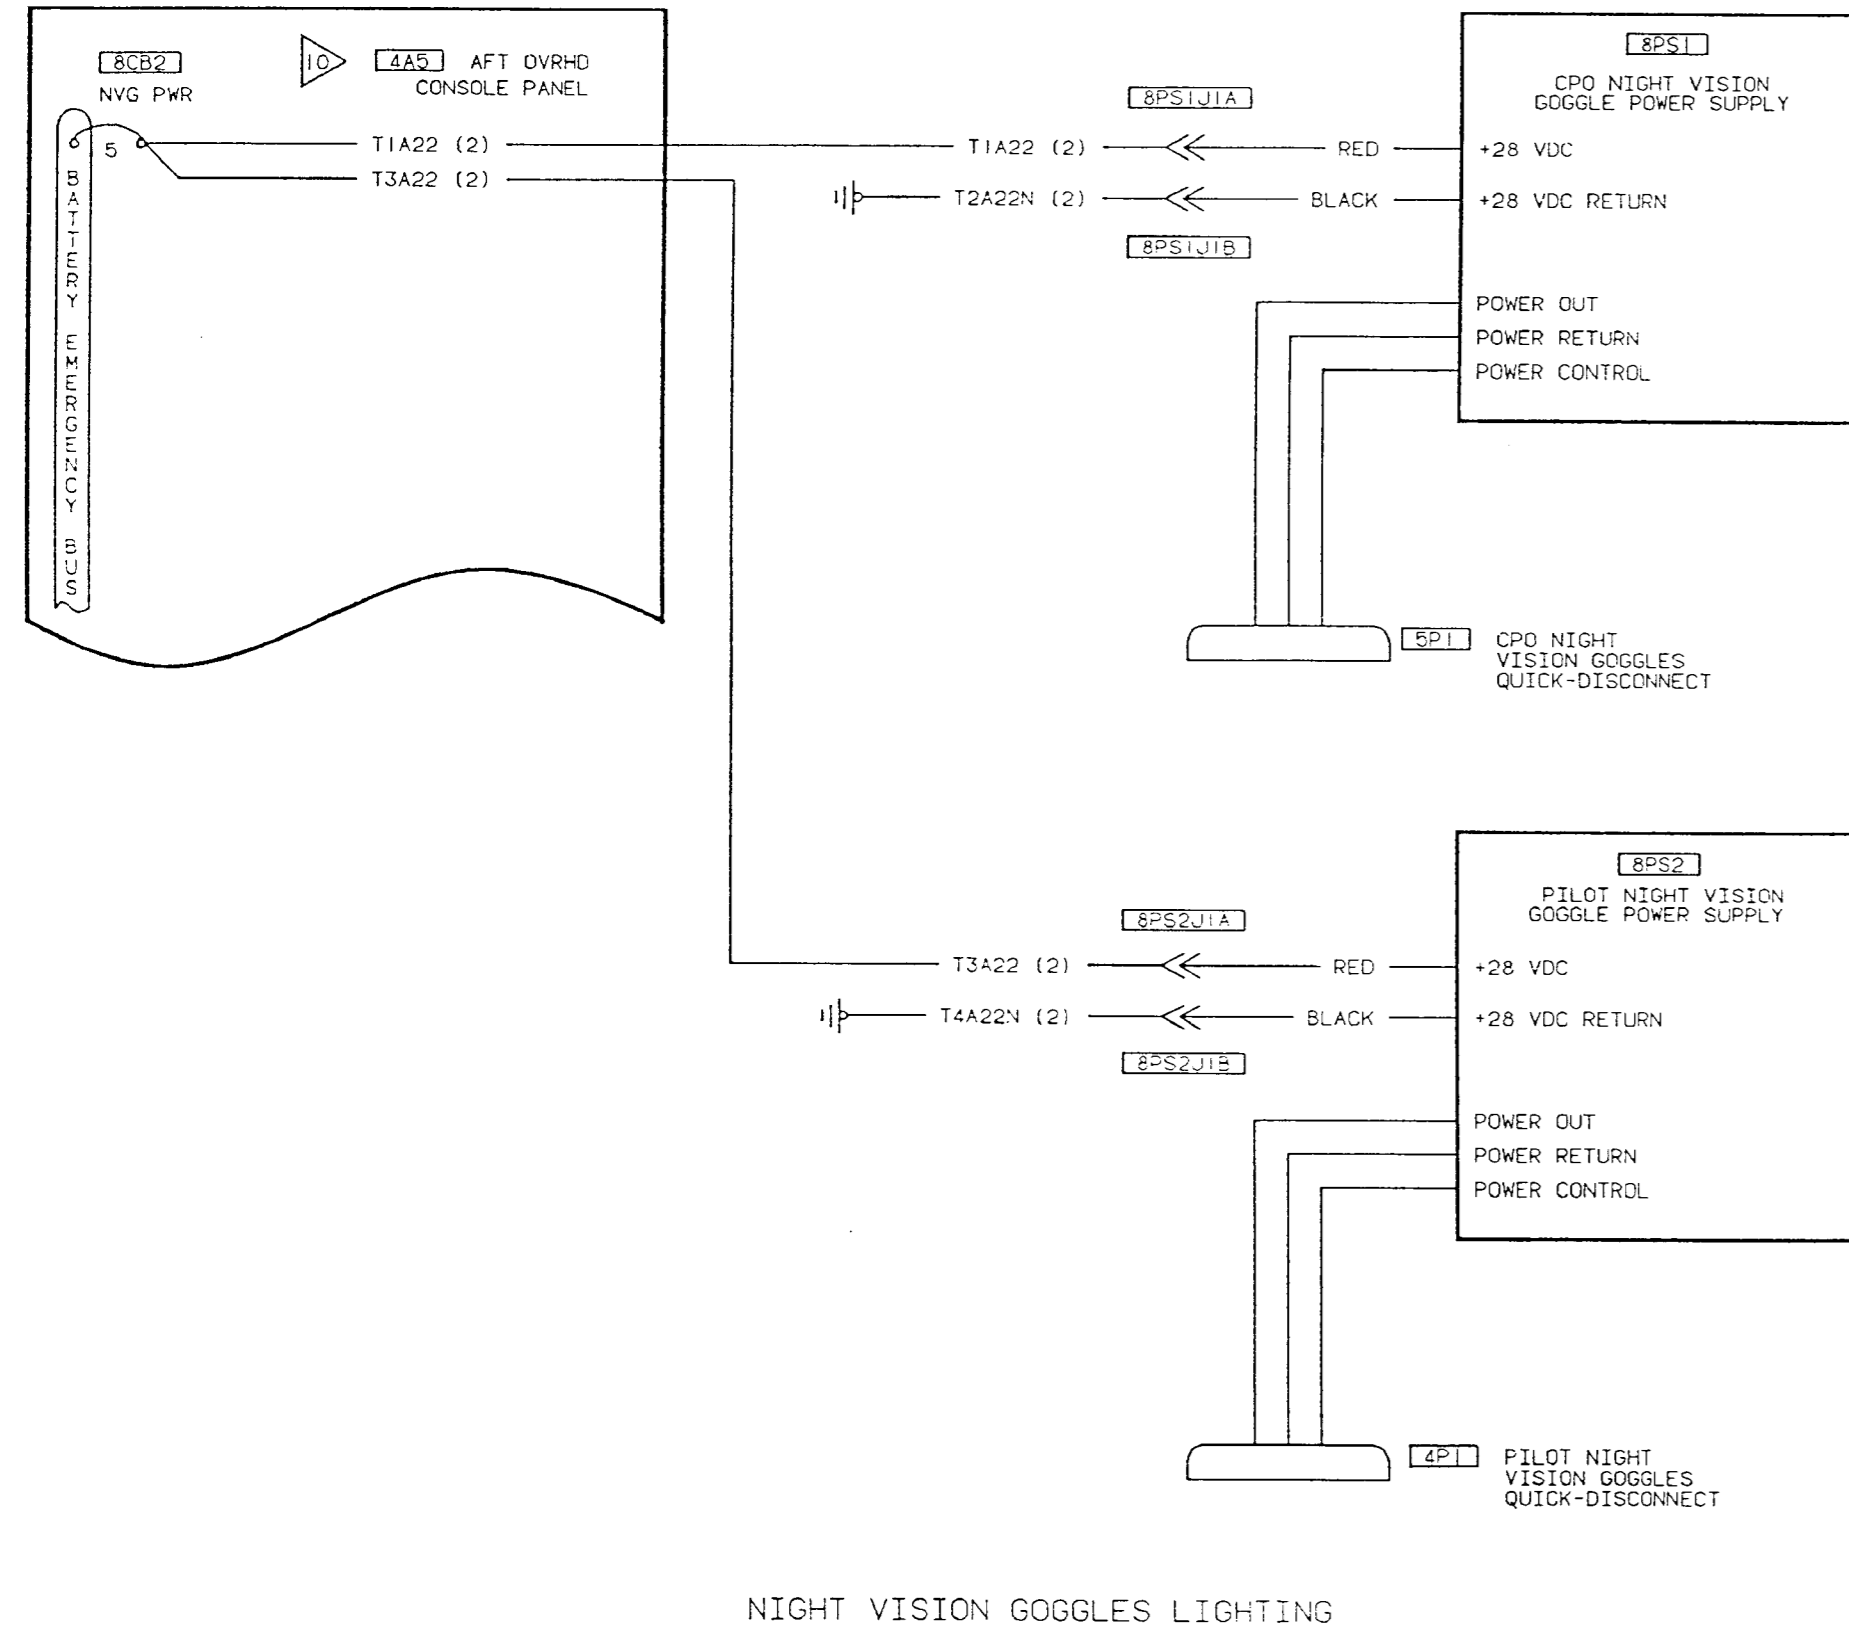 8CB2
NVG PWR
10
4A5 AFT OVRHD
CONSOLE PANEL
5
T1A22 (2)
T3A22 (2)
BATTERY EMERGENCY BUS
8PS1J1A
T1A22 (2)
RED
T2A22N (2)
BLACK
8PS1J1B
8PS1
CPO NIGHT VISION
GOGGLE POWER SUPPLY
+28 VDC
+28 VDC RETURN
POWER OUT
POWER RETURN
POWER CONTROL
5P1
CPO NIGHT
VISION GOGGLES
QUICK-DISCONNECT
8PS2J1A
T3A22 (2)
RED
T4A22N (2)
BLACK
8PS2J1B
8PS2
PILOT NIGHT VISION
GOGGLE POWER SUPPLY
+28 VDC
+28 VDC RETURN
POWER OUT
POWER RETURN
POWER CONTROL
4P1
PILOT NIGHT
VISION GOGGLES
QUICK-DISCONNECT
NIGHT VISION GOGGLES LIGHTING